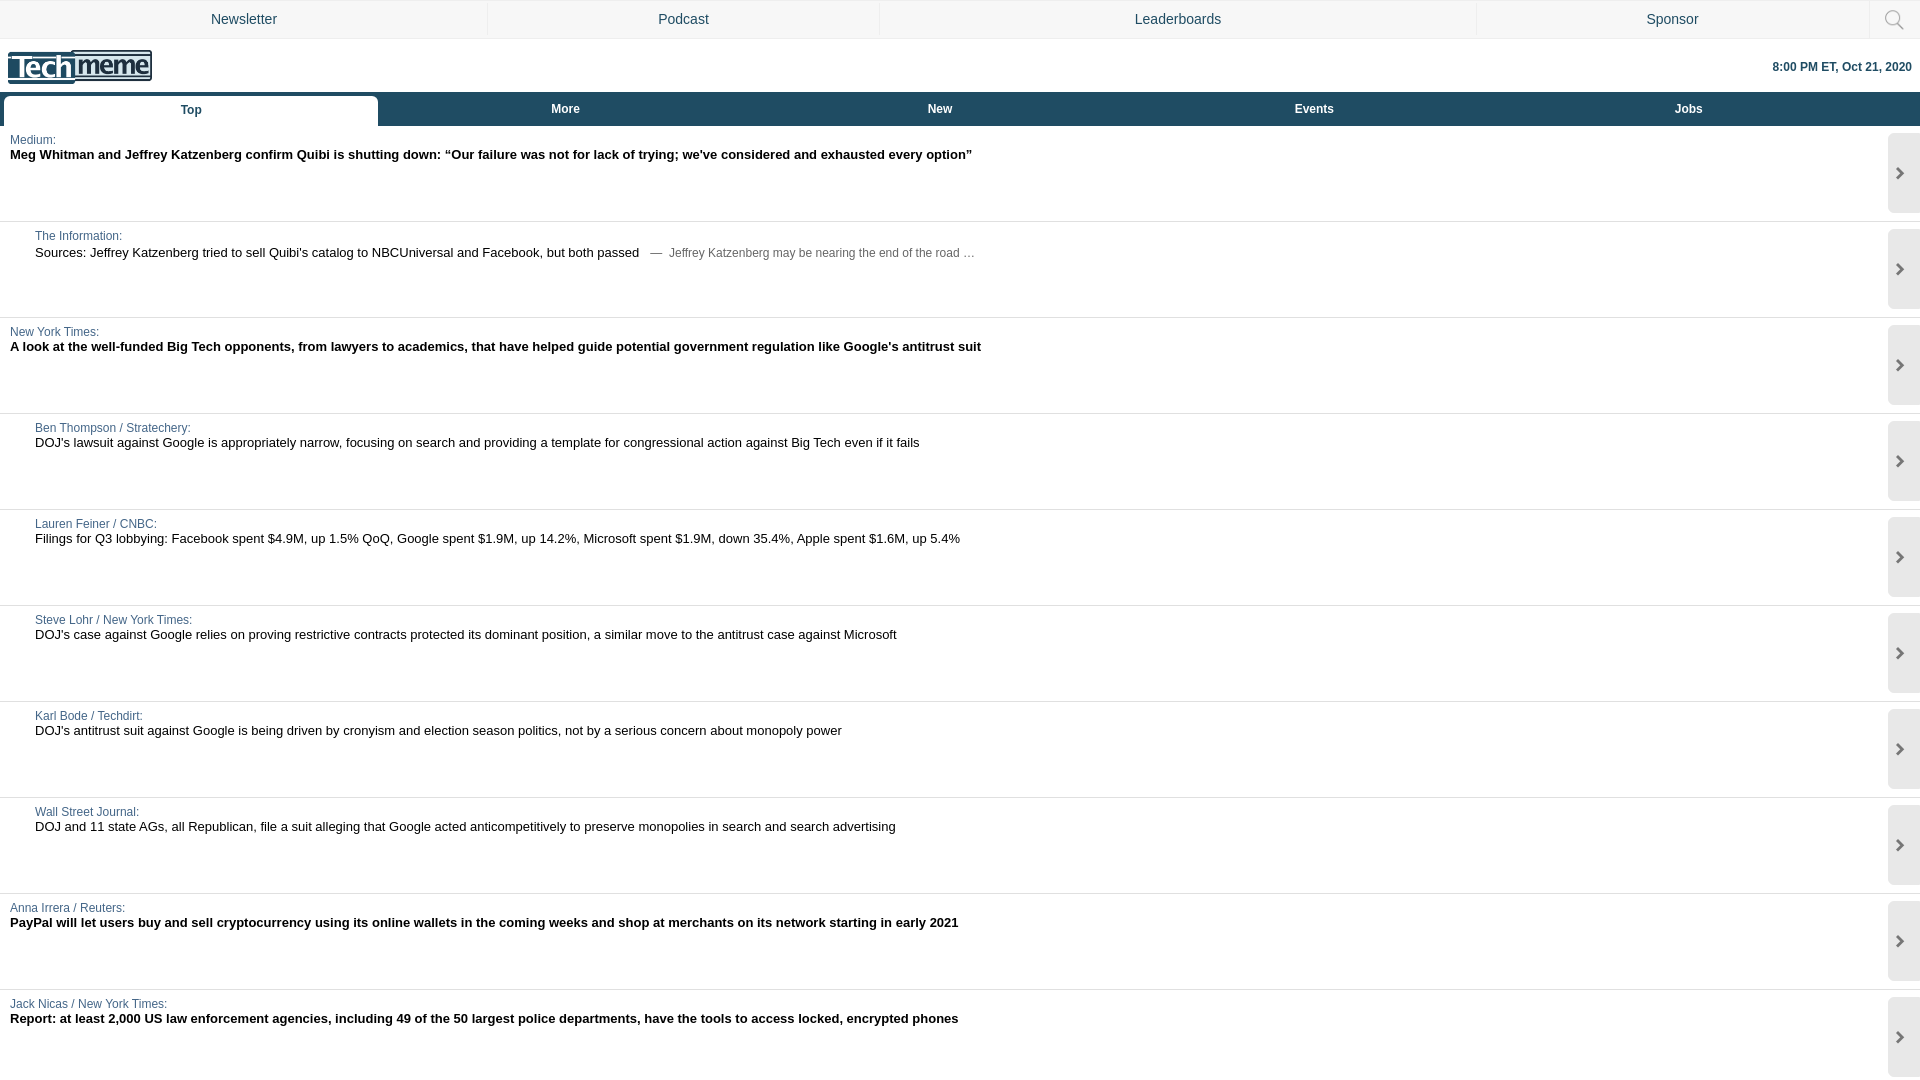 Newsletter
Podcast
Leaderboards
Sponsor
Techmeme
8:00 PM ET, Oct 21, 2020
Top
More
New
Events
Jobs
Medium:
Meg Whitman and Jeffrey Katzenberg confirm Quibi is shutting down: “Our failure was not for lack of trying; we've considered and exhausted every option”
The Information:
Sources: Jeffrey Katzenberg tried to sell Quibi's catalog to NBCUniversal and Facebook, but both passed — Jeffrey Katzenberg may be nearing the end of the road …
New York Times:
A look at the well-funded Big Tech opponents, from lawyers to academics, that have helped guide potential government regulation like Google's antitrust suit
Ben Thompson / Stratechery:
DOJ's lawsuit against Google is appropriately narrow, focusing on search and providing a template for congressional action against Big Tech even if it fails
Lauren Feiner / CNBC:
Filings for Q3 lobbying: Facebook spent $4.9M, up 1.5% QoQ, Google spent $1.9M, up 14.2%, Microsoft spent $1.9M, down 35.4%, Apple spent $1.6M, up 5.4%
Steve Lohr / New York Times:
DOJ's case against Google relies on proving restrictive contracts protected its dominant position, a similar move to the antitrust case against Microsoft
Karl Bode / Techdirt:
DOJ's antitrust suit against Google is being driven by cronyism and election season politics, not by a serious concern about monopoly power
Wall Street Journal:
DOJ and 11 state AGs, all Republican, file a suit alleging that Google acted anticompetitively to preserve monopolies in search and search advertising
Anna Irrera / Reuters:
PayPal will let users buy and sell cryptocurrency using its online wallets in the coming weeks and shop at merchants on its network starting in early 2021
Jack Nicas / New York Times:
Report: at least 2,000 US law enforcement agencies, including 49 of the 50 largest police departments, have the tools to access locked, encrypted phones